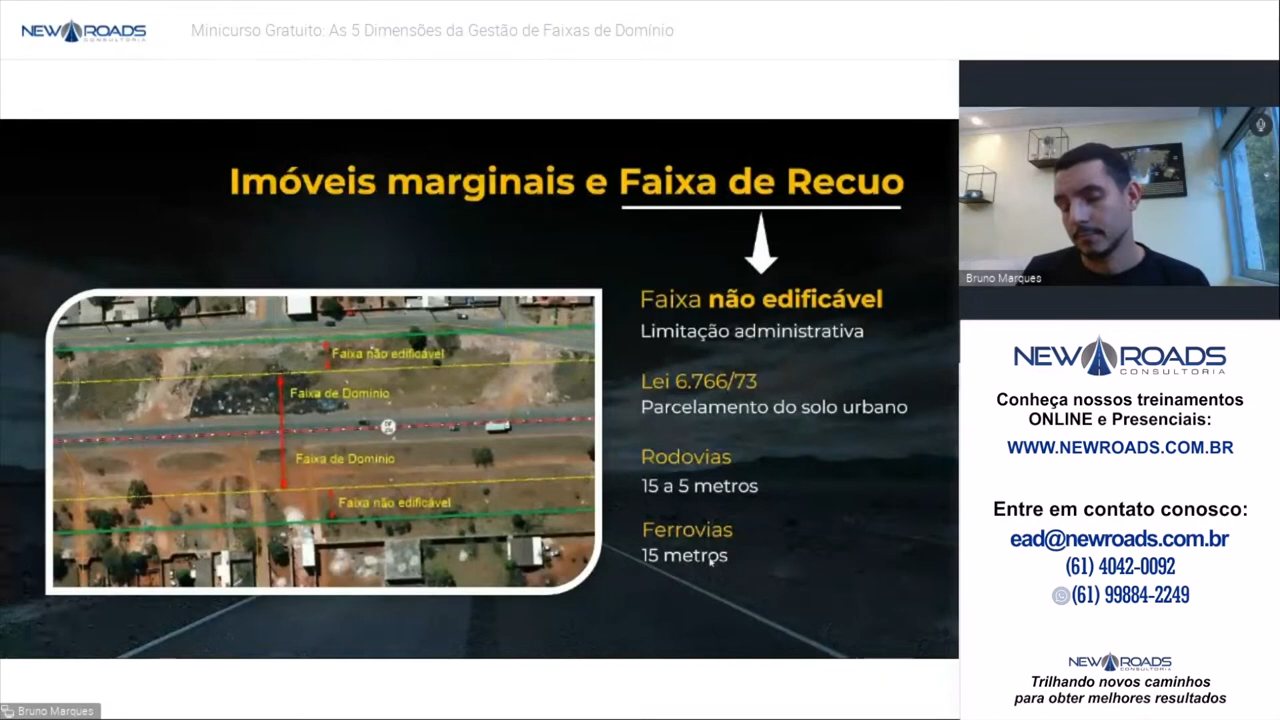 NEW ROADS
CONSULTORIA
Minicurso Gratuito: As 5 Dimensões da Gestão de Faixas de Domínio
Imóveis marginais e Faixa de Recuo
Faixa não edificável
Limitação administrativa
Lei 6.766/73
Parcelamento do solo urbano
Rodovias
15 a 5 metros
Ferrovias
15 metros
Faixa não edificável
Faixa de Domínio
Faixa de Domínio
Faixa não edificável
Bruno Marques
NEW ROADS
CONSULTORIA
Conheça nossos treinamentos
ONLINE e Presenciais:
WWW.NEWROADS.COM.BR
Entre em contato conosco:
ead@newroads.com.br
(61) 4042-0092
(61) 99884-2249
NEW ROADS
CONSULTORIA
Trilhando novos caminhos
para obter melhores resultados
Bruno Marques